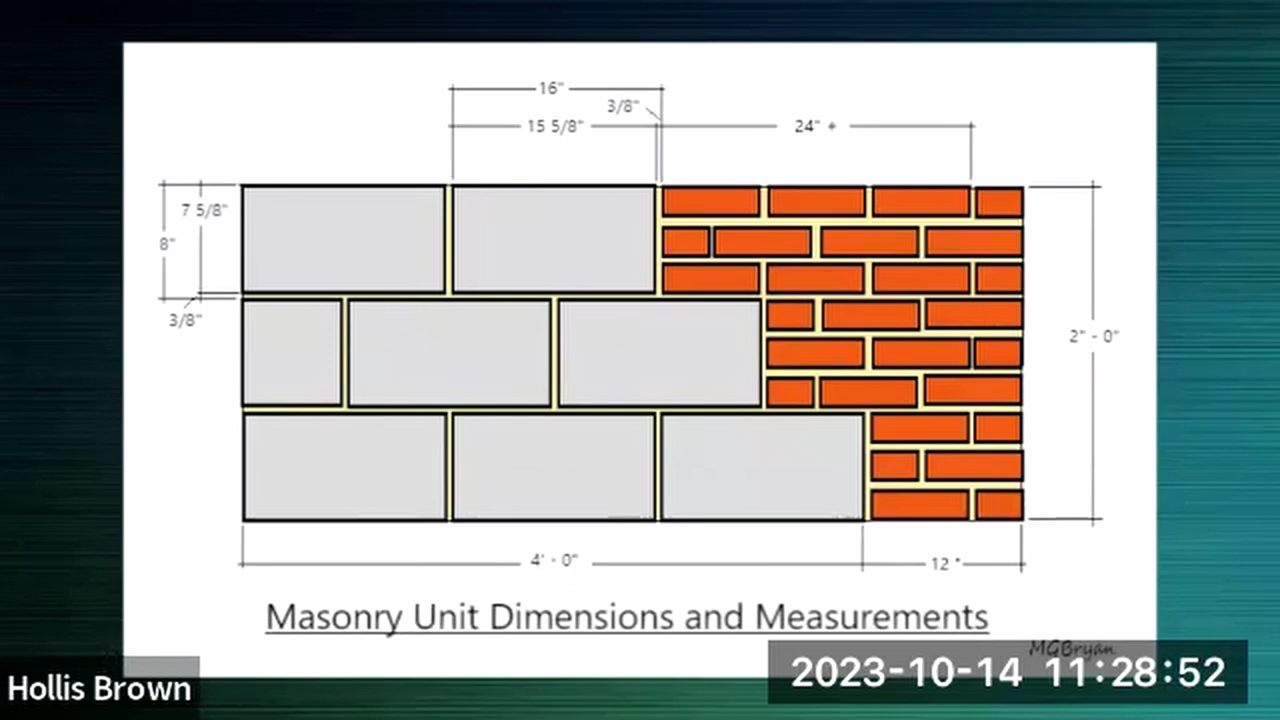 16"
3/8"
15 5/8"
24" +
7 5/8"
8"
3/8"
2" - 0"
4' - 0"
12 "
Masonry Unit Dimensions and Measurements
MGBryan
Hollis Brown
2023-10-14 11:28:52